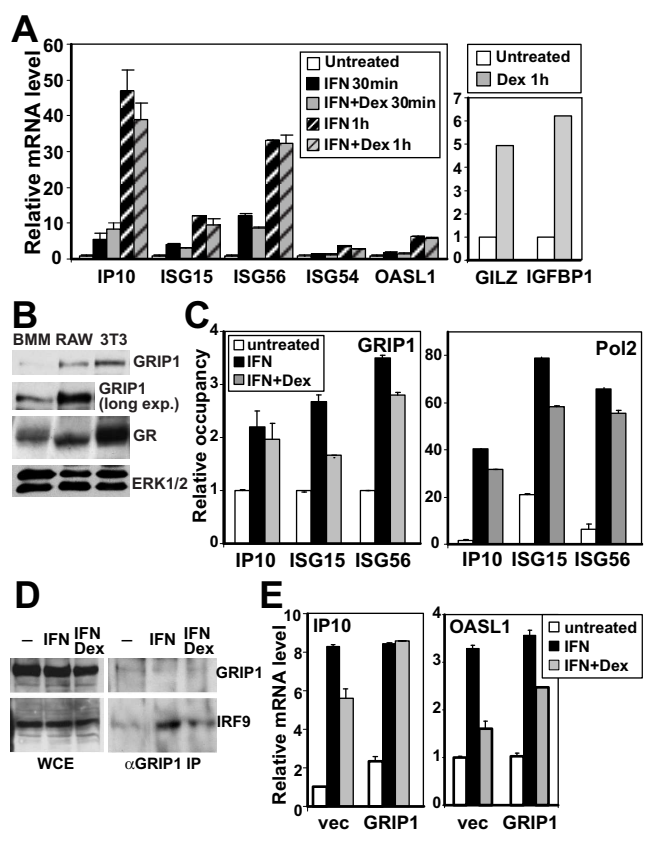 A
Relative mRNA level
60
50
40
30
20
10
0
Untreated
IFN 30min
IFN+Dex 30min
IFN 1h
IFN+Dex 1h
IP10 ISG15 ISG56 ISG54 OASL1
Untreated
Dex 1h
7
6
5
4
3
2
1
0
GILZ IGFBP1
B
BMM RAW 3T3
GRIP1
GRIP1
(long exp.)
GR
ERK1/2
C
Relative occupancy
4
3
2
1
0
untreated
IFN
IFN+Dex
GRIP1
IP10 ISG15 ISG56
Pol2
80
60
40
20
0
IP10 ISG15 ISG56
D
– IFN IFN
Dex
– IFN IFN
Dex
GRIP1
IRF9
WCE αGRIP1 IP
E
Relative mRNA level
IP10
10
8
6
4
2
0
vec GRIP1
OASL1
4
3
2
1
0
vec GRIP1
untreated
IFN
IFN+Dex